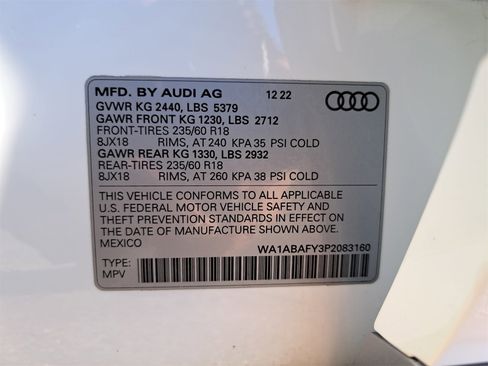 MFD. BY AUDI AG 12 22
GVWR KG 2440, LBS 5379
GAWR FRONT KG 1230, LBS 2712
FRONT-TIRES 235/60 R18
8JX18 RIMS, AT 240 KPA 35 PSI COLD
GAWR REAR KG 1330, LBS 2932
REAR-TIRES 235/60 R18
8JX18 RIMS, AT 260 KPA 38 PSI COLD
THIS VEHICLE CONFORMS TO ALL APPLICABLE
U.S. FEDERAL MOTOR VEHICLE SAFETY AND
THEFT PREVENTION STANDARDS IN EFFECT ON
THE DATE OF MANUFACTURE SHOWN ABOVE.
MEXICO WA1ABAFY3P2083160
TYPE:
MPV